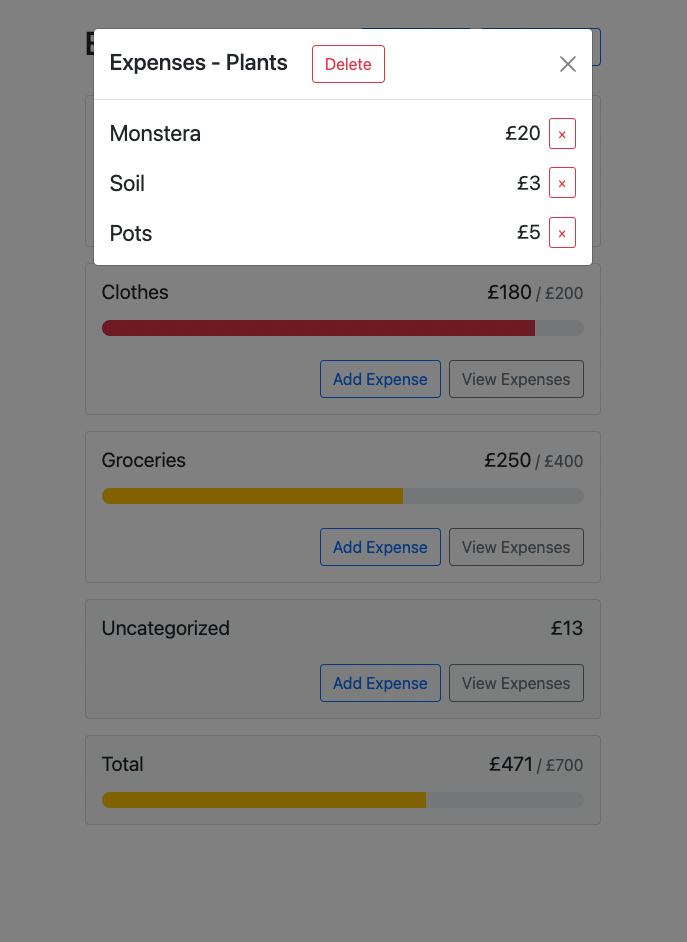 Expenses - Plants Delete
Monstera £20 ×
Soil £3 ×
Pots £5 ×
Clothes £180 / £200
Add Expense View Expenses
Groceries £250 / £400
Add Expense View Expenses
Uncategorized £13
Add Expense View Expenses
Total £471 / £700